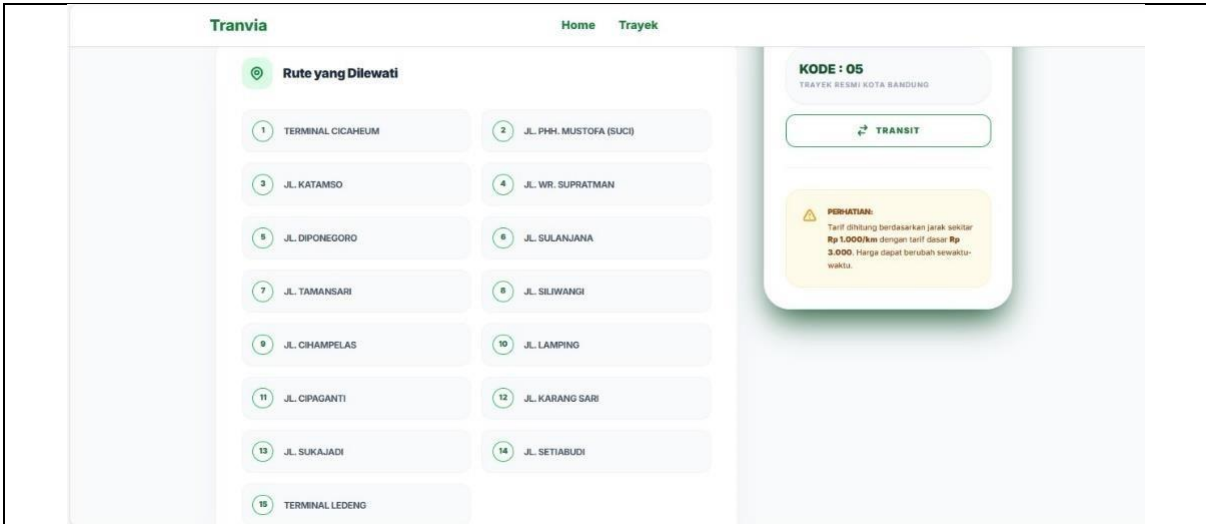 Tranvia
Home Trayek
Rute yang Dilewati
1 TERMINAL CICAHEUM
2 JL. PHH. MUSTOFA (SUCI)
3 JL. KATAMSO
4 JL. WR. SUPRATMAN
5 JL. DIPONEGORO
6 JL. SULANJANA
7 JL. TAMANSARI
8 JL. SILIWANGI
9 JL. CIHAMPELAS
10 JL. LAMPING
11 JL. CIPAGANTI
12 JL. KARANG SARI
13 JL. SUKAJADI
14 JL. SETIABUDI
15 TERMINAL LEDENG
KODE : 05
TRAYEK RESMI KOTA BANDUNG
TRANSIT
PERHATIAN:
Tarif dihitung berdasarkan jarak sekitar
Rp 1.000/km dengan tarif dasar Rp
3.000. Harga dapat berubah sewaktu-
waktu.